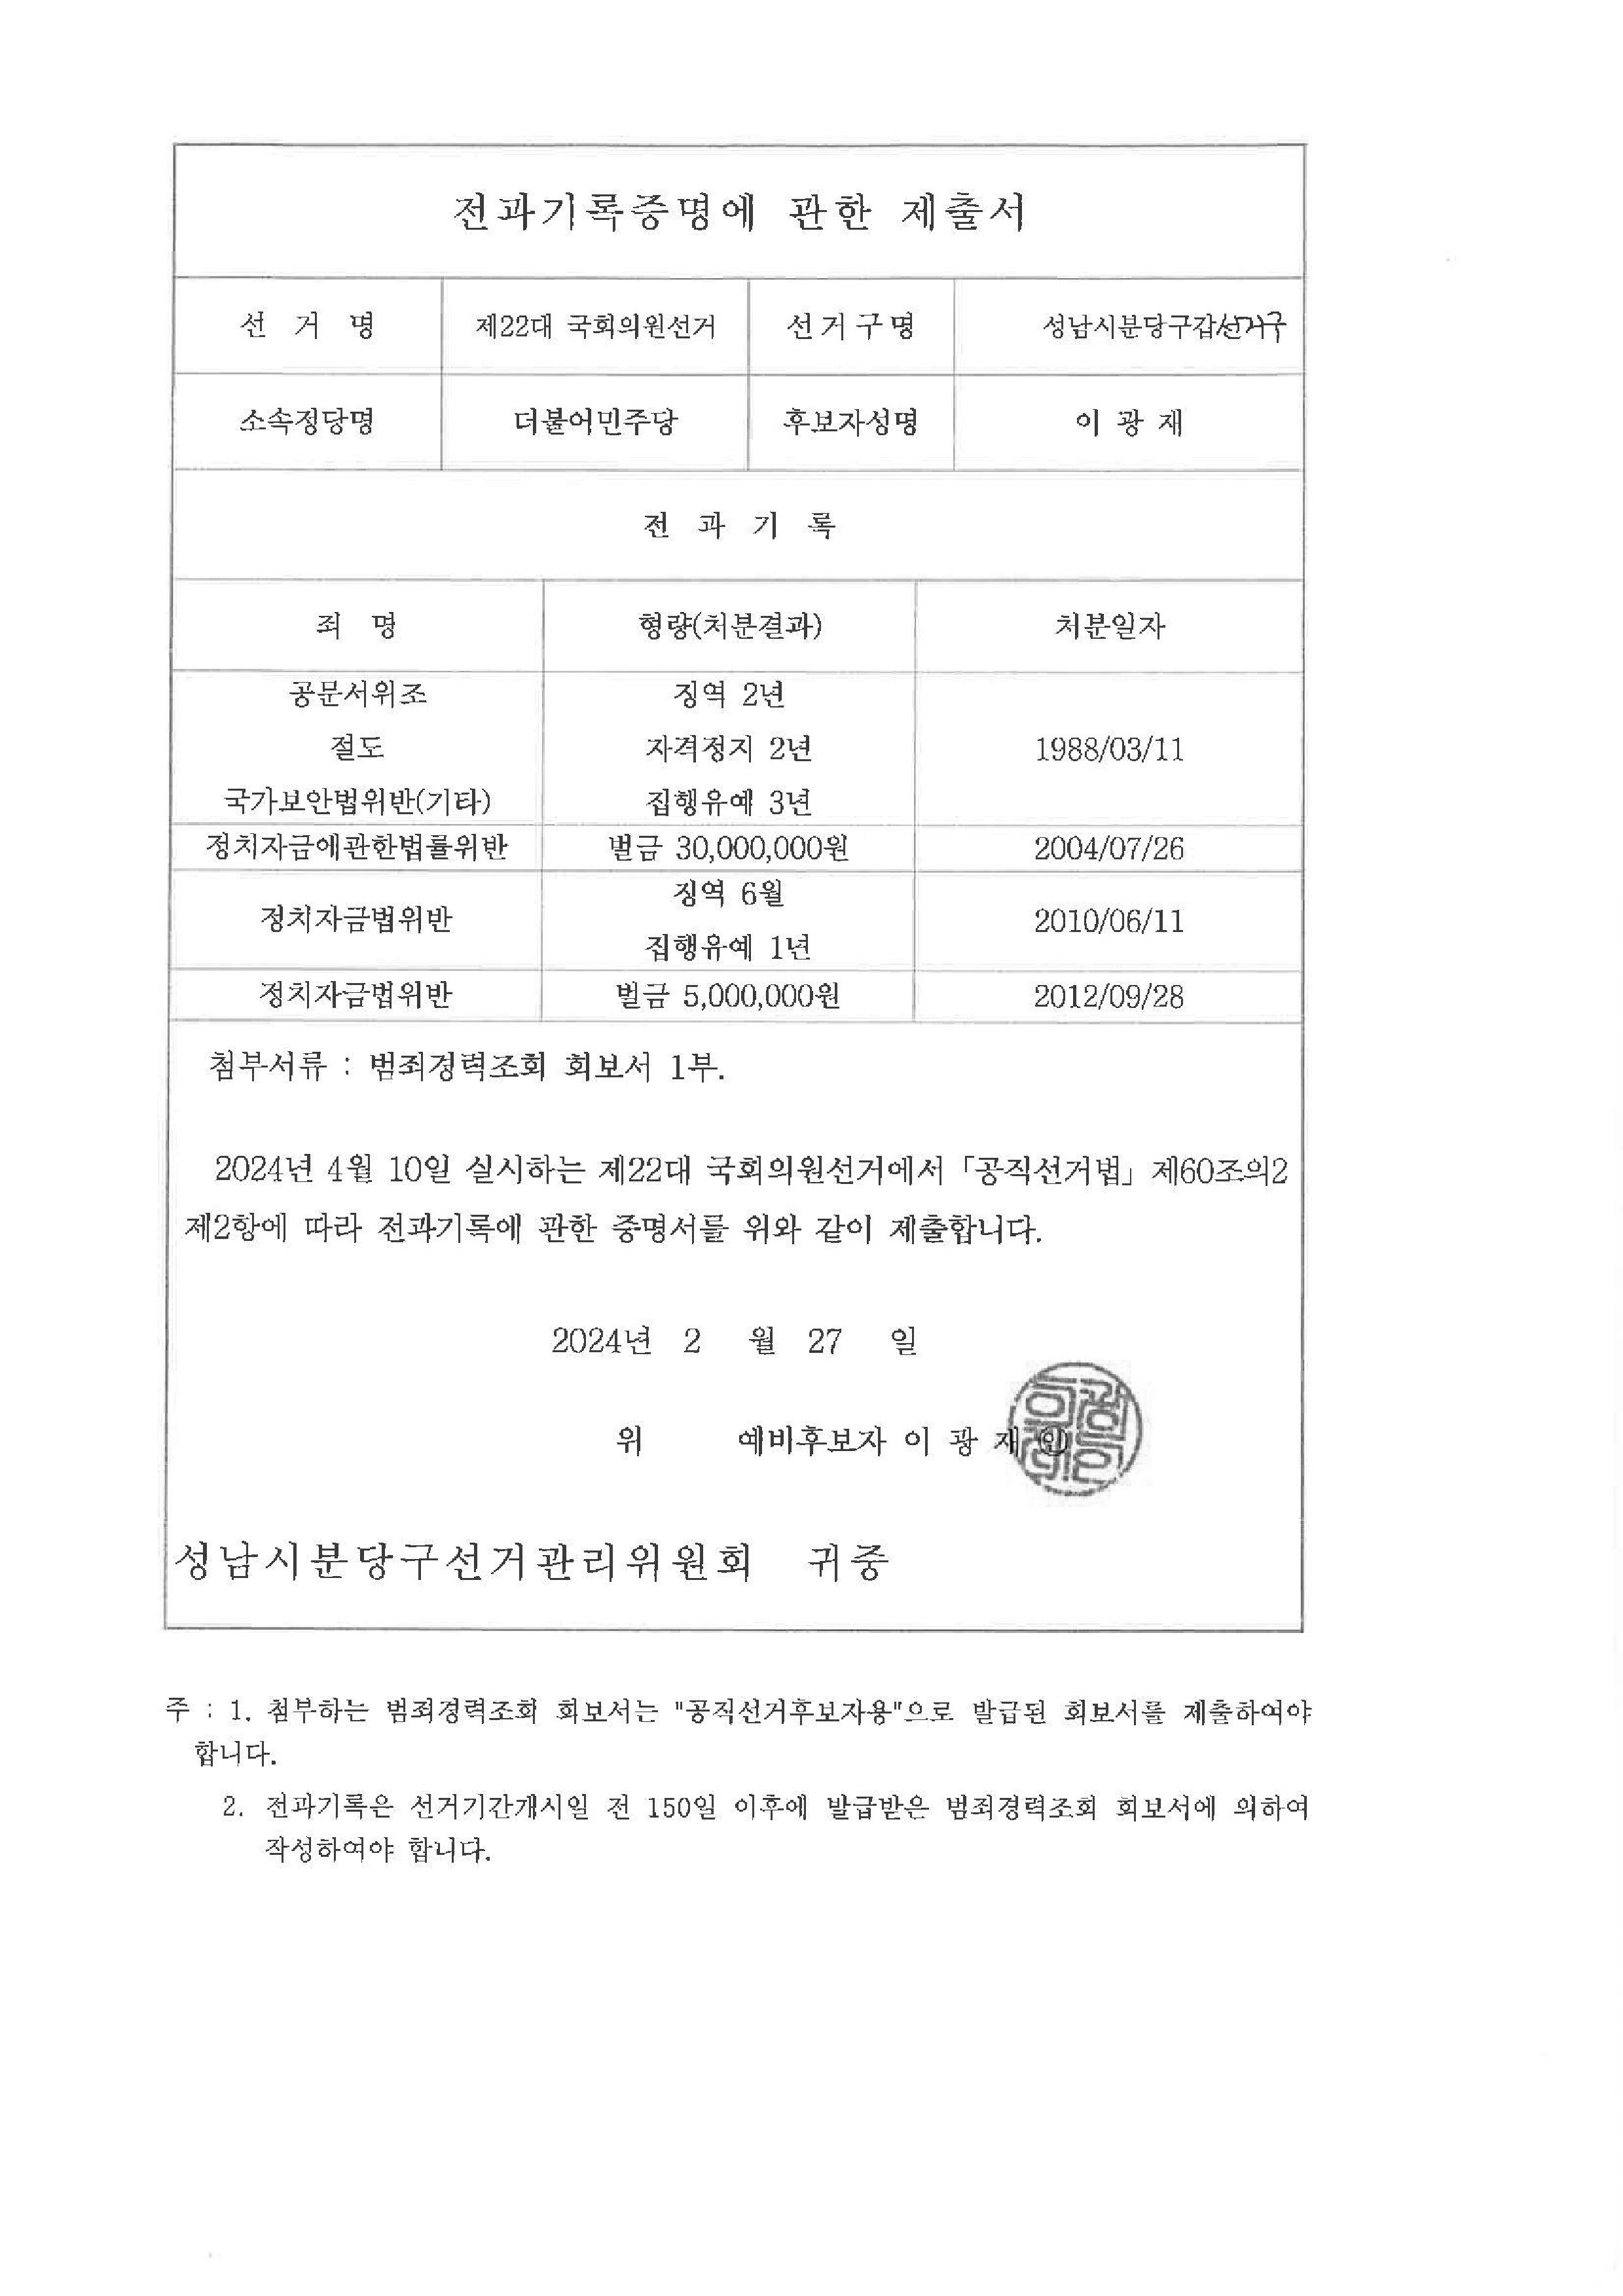 전과기록증명에 관한 제출서
선 거 명 제22대 국회의원선거 선거구명 성남시분당구갑선거구
소속정당명 더불어민주당 후보자성명 이 광 재
전 과 기 록
죄 명 형량(처분결과) 처분일자
공문서위조 징역 2년
절도 자격정지 2년 1988/03/11
국가보안법위반(기타) 집행유예 3년
정치자금에관한법률위반 벌금 30,000,000원 2004/07/26
징역 6월
정치자금법위반 2010/06/11
집행유예 1년
정치자금법위반 벌금 5,000,000원 2012/09/28
첨부서류 : 범죄경력조회 회보서 1부.
2024년 4월 10일 실시하는 제22대 국회의원선거에서 「공직선거법」 제60조의2
제2항에 따라 전과기록에 관한 증명서를 위와 같이 제출합니다.
2024년 2 월 27 일
위 예비후보자 이 광 재 ㊞
성남시분당구선거관리위원회 귀중
주 : 1. 첨부하는 범죄경력조회 회보서는 "공직선거후보자용"으로 발급된 회보서를 제출하여야
합니다.
2. 전과기록은 선거기간개시일 전 150일 이후에 발급받은 범죄경력조회 회보서에 의하여
작성하여야 합니다.